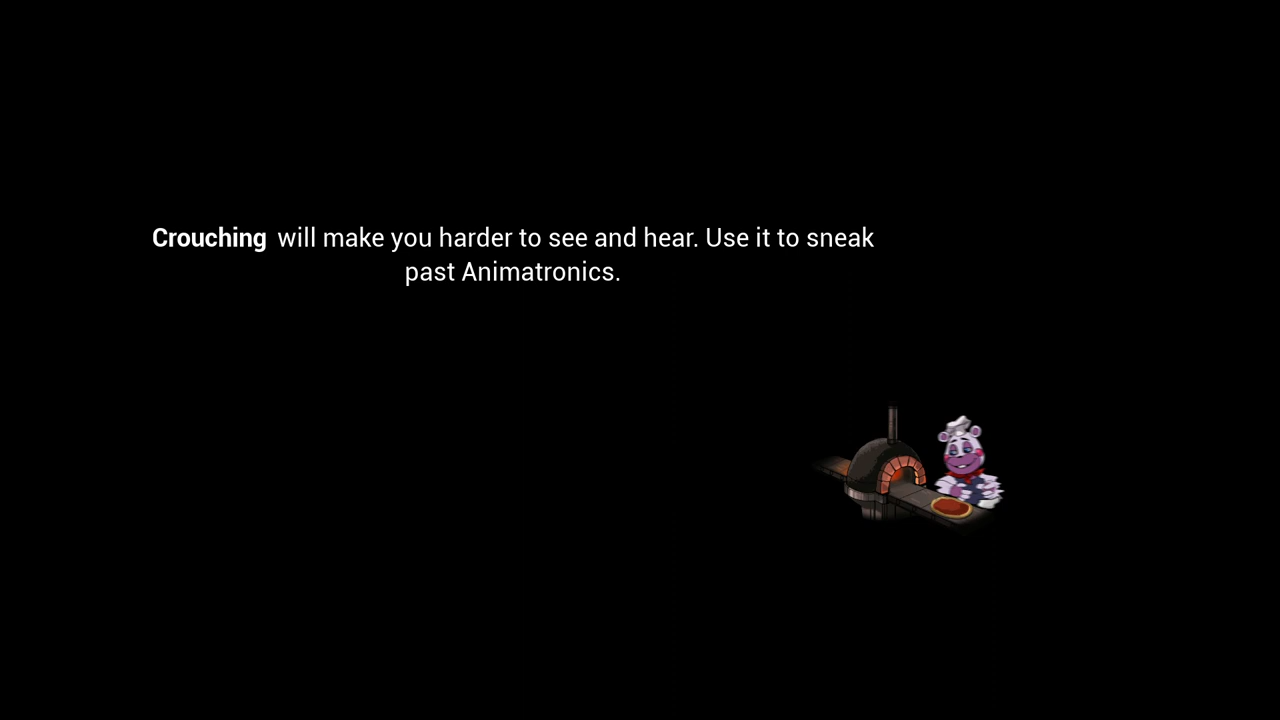 Crouching will make you harder to see and hear. Use it to sneak
past Animatronics.